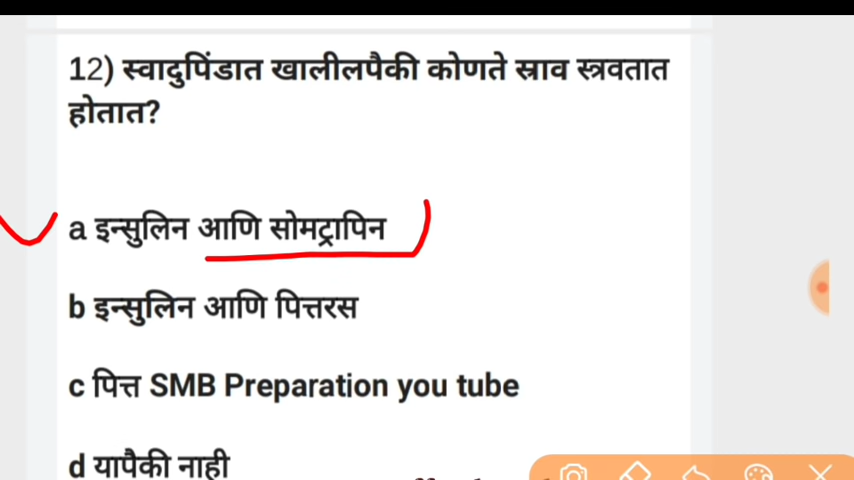 12) स्वादुपिंडात खालीलपैकी कोणते स्राव स्त्रवतात
होतात?
a इन्सुलिन आणि सोमट्रापिन
b इन्सुलिन आणि पित्तरस
c पित्त SMB Preparation you tube
d यापैकी नाही